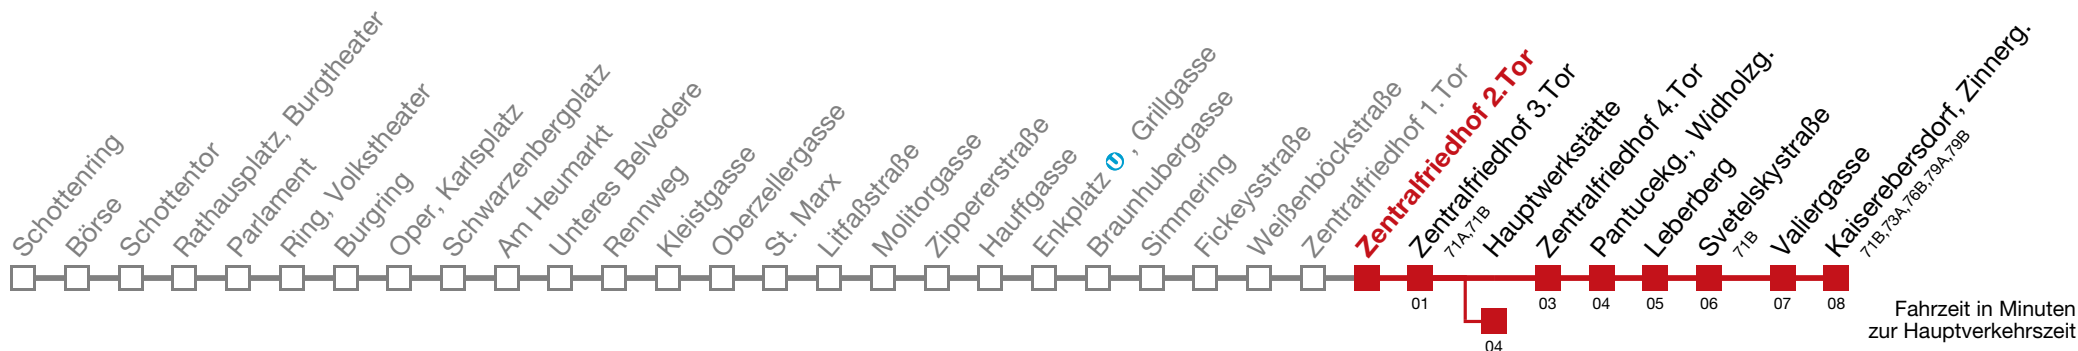 Schottenring
Börse
Schottentor
Rathausplatz, Burgtheater
Parlament
Ring, Volkstheater
Burgring
Oper, Karlsplatz
Schwarzenbergplatz
Am Heumarkt
Unteres Belvedere
Rennweg
Kleistgasse
Oberzellergasse
St. Marx
Litfaßstraße
Molitorgasse
Zippererstraße
Hauffgasse
Enkplatz U, Grillgasse
Braunhubergasse
Simmering
Fickeysstraße
Weißenböckstraße
Zentralfriedhof 1.Tor
Zentralfriedhof 2.Tor
Zentralfriedhof 3.Tor
71A,71B
Hauptwerkstätte
Zentralfriedhof 4.Tor
Pantucekg., Widholzg.
Leberberg
Svetelskystraße
71B
Valiergasse
Kaiserebersdorf, Zinnerg.
71B,73A,76B,79A,79B
01
03
04
05
06
07
08
04
Fahrzeit in Minuten
zur Hauptverkehrszeit